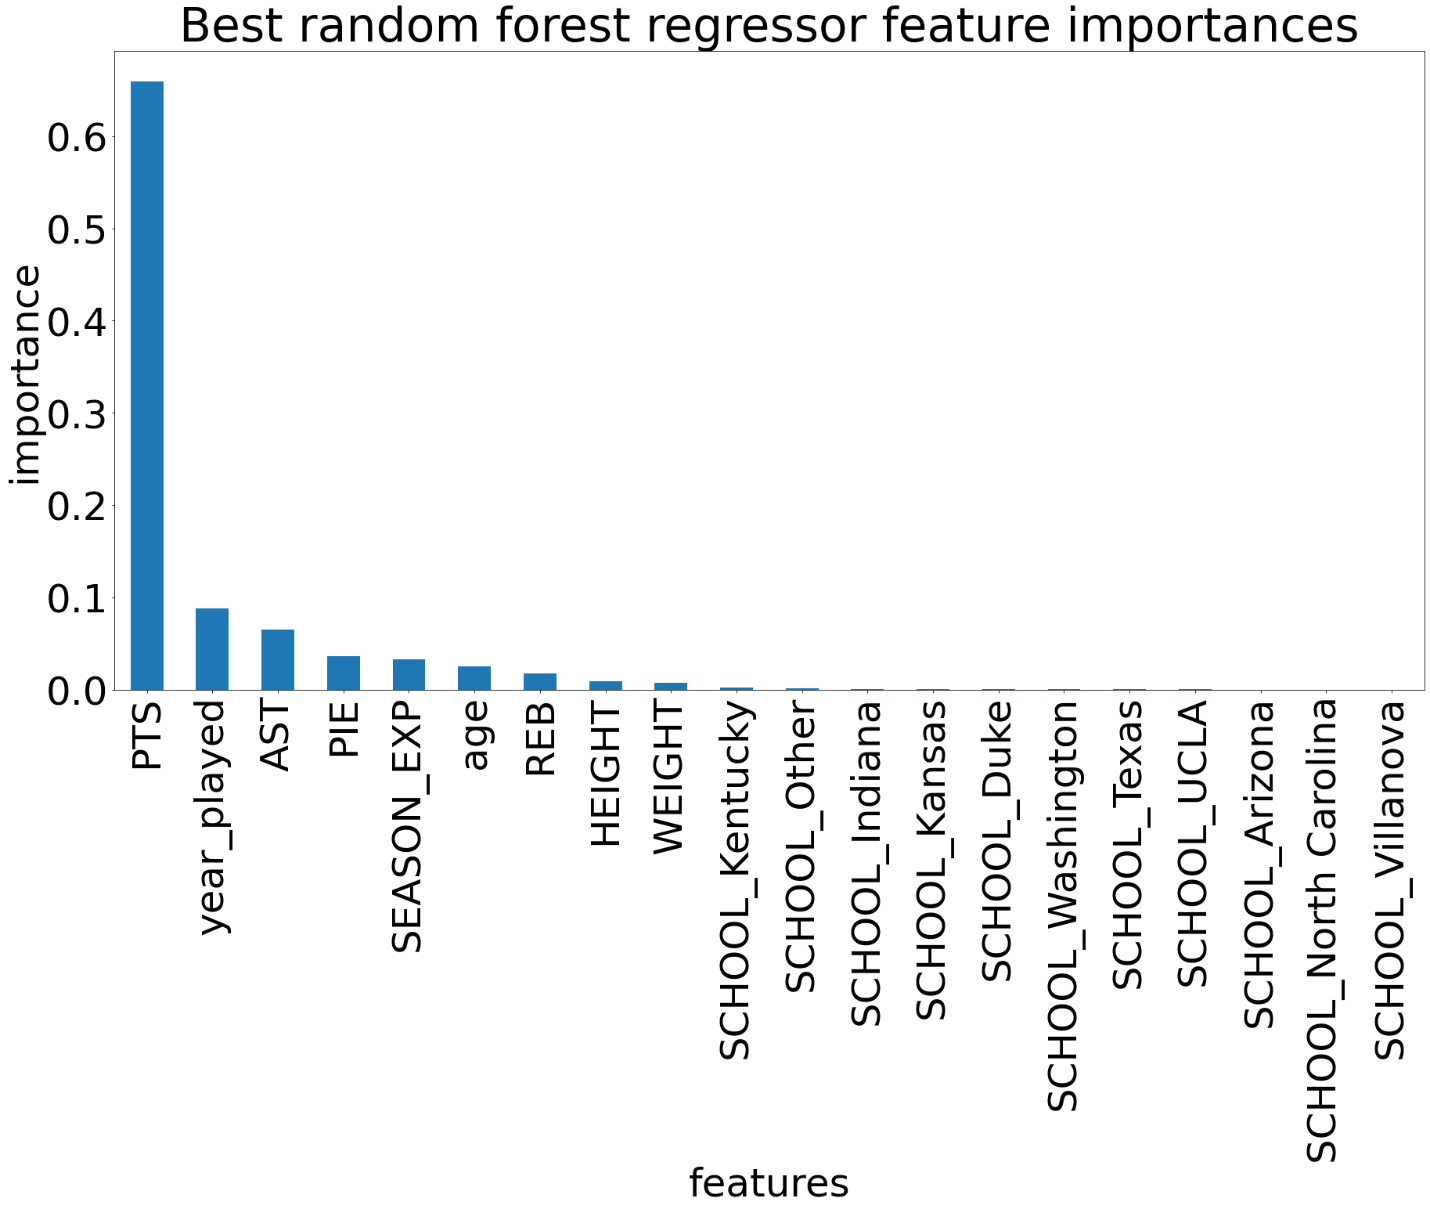 Best random forest regressor feature importances
importance
0.6
0.5
0.4
0.3
0.2
0.1
0.0
PTS
year_played
AST
PIE
SEASON_EXP
age
REB
HEIGHT
WEIGHT
SCHOOL_Kentucky
SCHOOL_Other
SCHOOL_Indiana
SCHOOL_Kansas
SCHOOL_Duke
SCHOOL_Washington
SCHOOL_Texas
SCHOOL_UCLA
SCHOOL_Arizona
SCHOOL_North Carolina
SCHOOL_Villanova
features